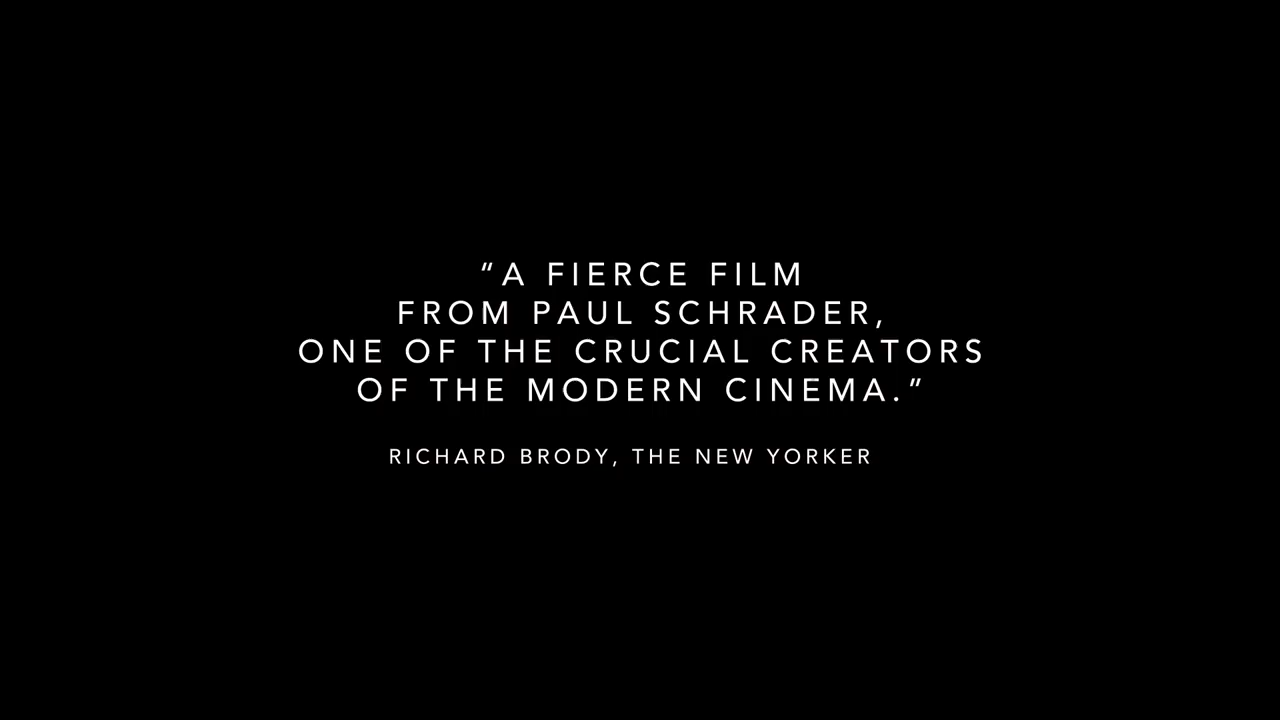 “A FIERCE FILM
FROM PAUL SCHRADER,
ONE OF THE CRUCIAL CREATORS
OF THE MODERN CINEMA.”
RICHARD BRODY, THE NEW YORKER